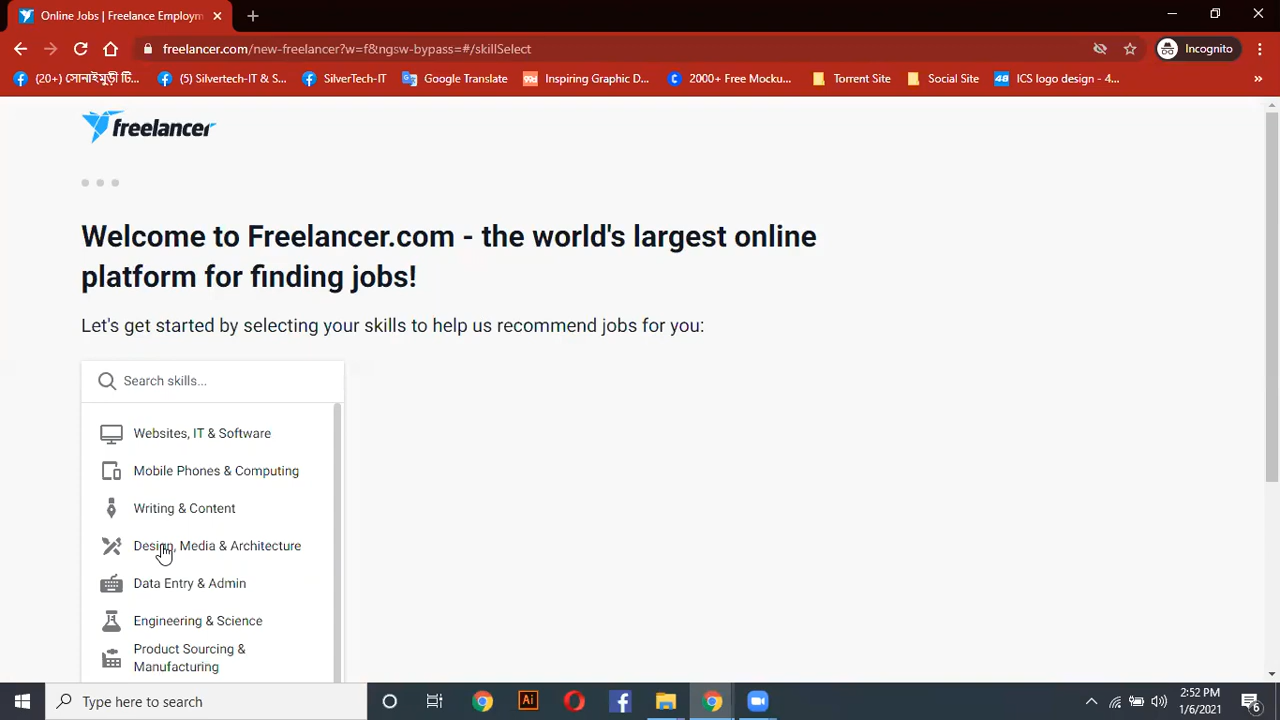 Online Jobs | Freelance Employm
freelancer.com/new-freelancer?w=f&ngsw-bypass=#/skillSelect
Incognito
(20+) সোনাইমুড়ী টি...
(5) Silvertech-IT & S...
SilverTech-IT
Google Translate
Inspiring Graphic D...
2000+ Free Mocku...
Torrent Site
Social Site
48
ICS logo design - 4...
»
freelancer
Welcome to Freelancer.com - the world's largest online
platform for finding jobs!
Let's get started by selecting your skills to help us recommend jobs for you:
Search skills...
Websites, IT & Software
Mobile Phones & Computing
Writing & Content
Design, Media & Architecture
Data Entry & Admin
Engineering & Science
Product Sourcing &
Manufacturing
Type here to search
Ai
2:52 PM
1/6/2021
6